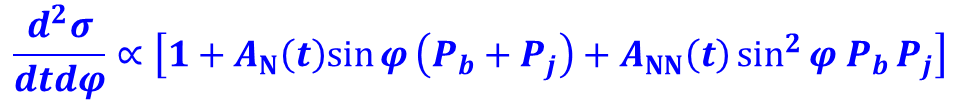 d²σ/dtdφ ∝ [1 + A_N(t)sin φ (P_b + P_j) + A_NN(t) sin² φ P_b P_j]